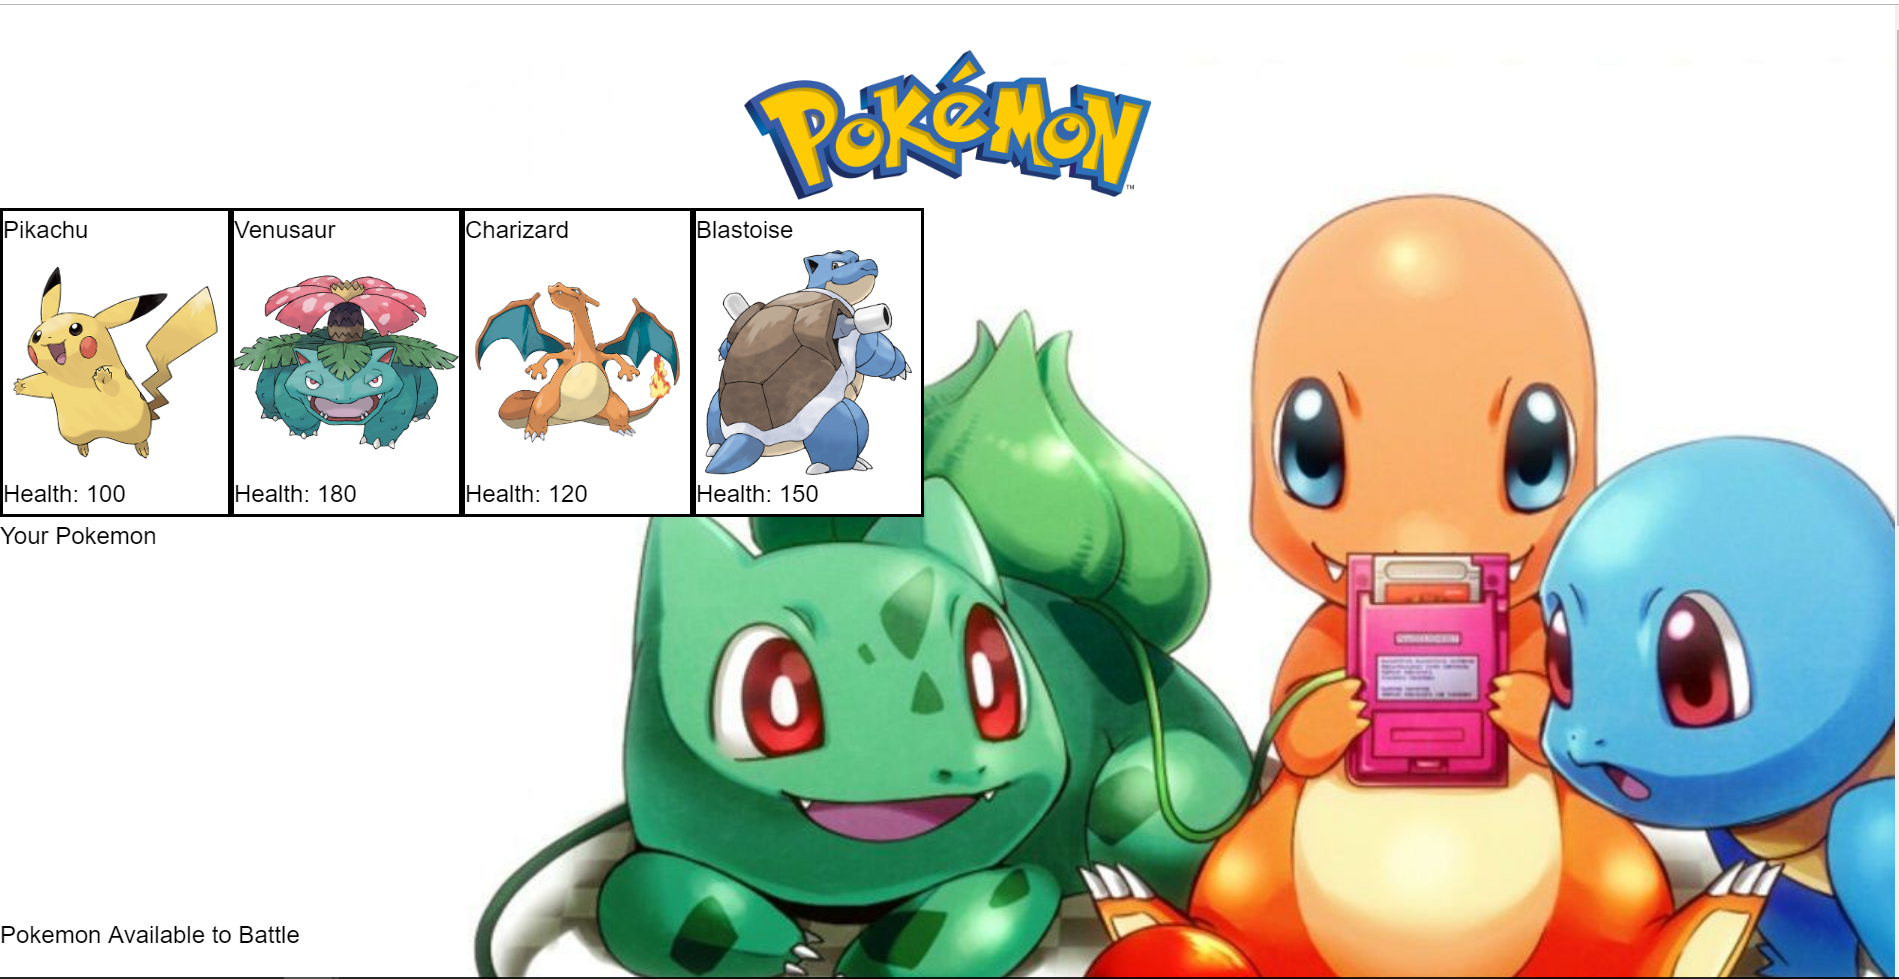 POKéMON
TM
Pikachu
Venusaur
Charizard
Blastoise
Health: 100
Health: 180
Health: 120
Health: 150
Your Pokemon
Pokemon Available to Battle